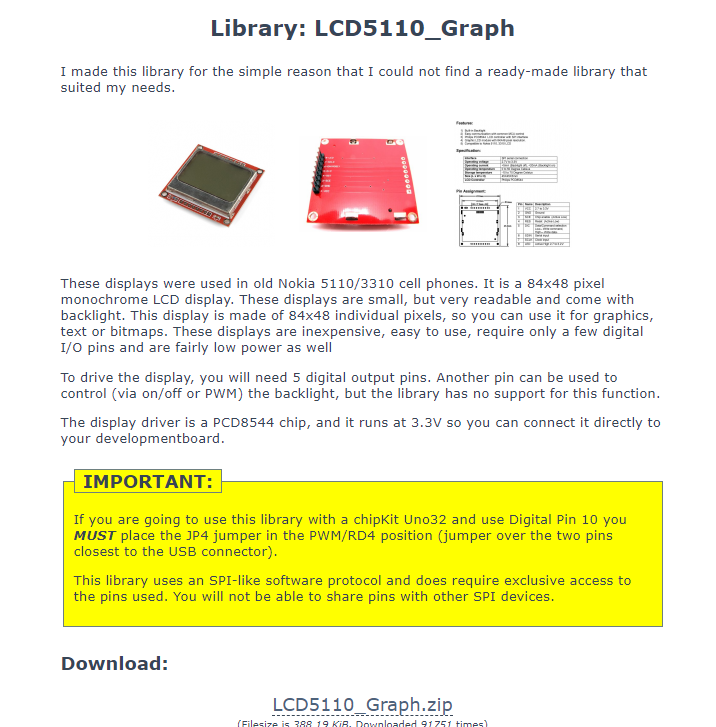 Library: LCD5110_Graph
I made this library for the simple reason that I could not find a ready-made library that
suited my needs.
Features:
Specification:
Pin Assignment:
These displays were used in old Nokia 5110/3310 cell phones. It is a 84x48 pixel
monochrome LCD display. These displays are small, but very readable and come with
backlight. This display is made of 84x48 individual pixels, so you can use it for graphics,
text or bitmaps. These displays are inexpensive, easy to use, require only a few digital
I/O pins and are fairly low power as well
To drive the display, you will need 5 digital output pins. Another pin can be used to
control (via on/off or PWM) the backlight, but the library has no support for this function.
The display driver is a PCD8544 chip, and it runs at 3.3V so you can connect it directly to
your developmentboard.
IMPORTANT:
If you are going to use this library with a chipKit Uno32 and use Digital Pin 10 you
MUST place the JP4 jumper in the PWM/RD4 position (jumper over the two pins
closest to the USB connector).
This library uses an SPI-like software protocol and does require exclusive access to
the pins used. You will not be able to share pins with other SPI devices.
Download:
LCD5110_Graph.zip
(Filesize is 388.19 KiB, Downloaded 91751 times)